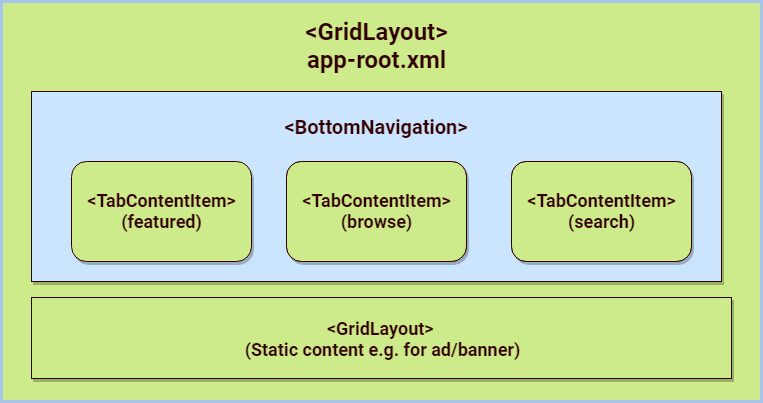 <GridLayout>
app-root.xml
<BottomNavigation>
<TabContentItem>
(featured)
<TabContentItem>
(browse)
<TabContentItem>
(search)
<GridLayout>
(Static content e.g. for ad/banner)